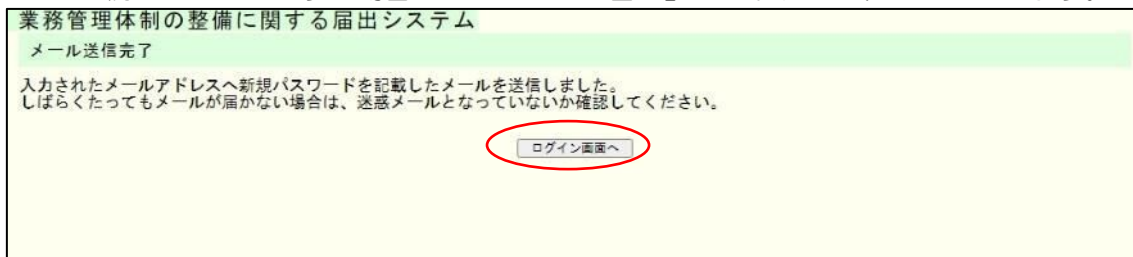 業務管理体制の整備に関する届出システム
メール送信完了
入力されたメールアドレスへ新規パスワードを記載したメールを送信しました。
しばらくたってもメールが届かない場合は、迷惑メールとなっていないか確認してください。
ログイン画面へ